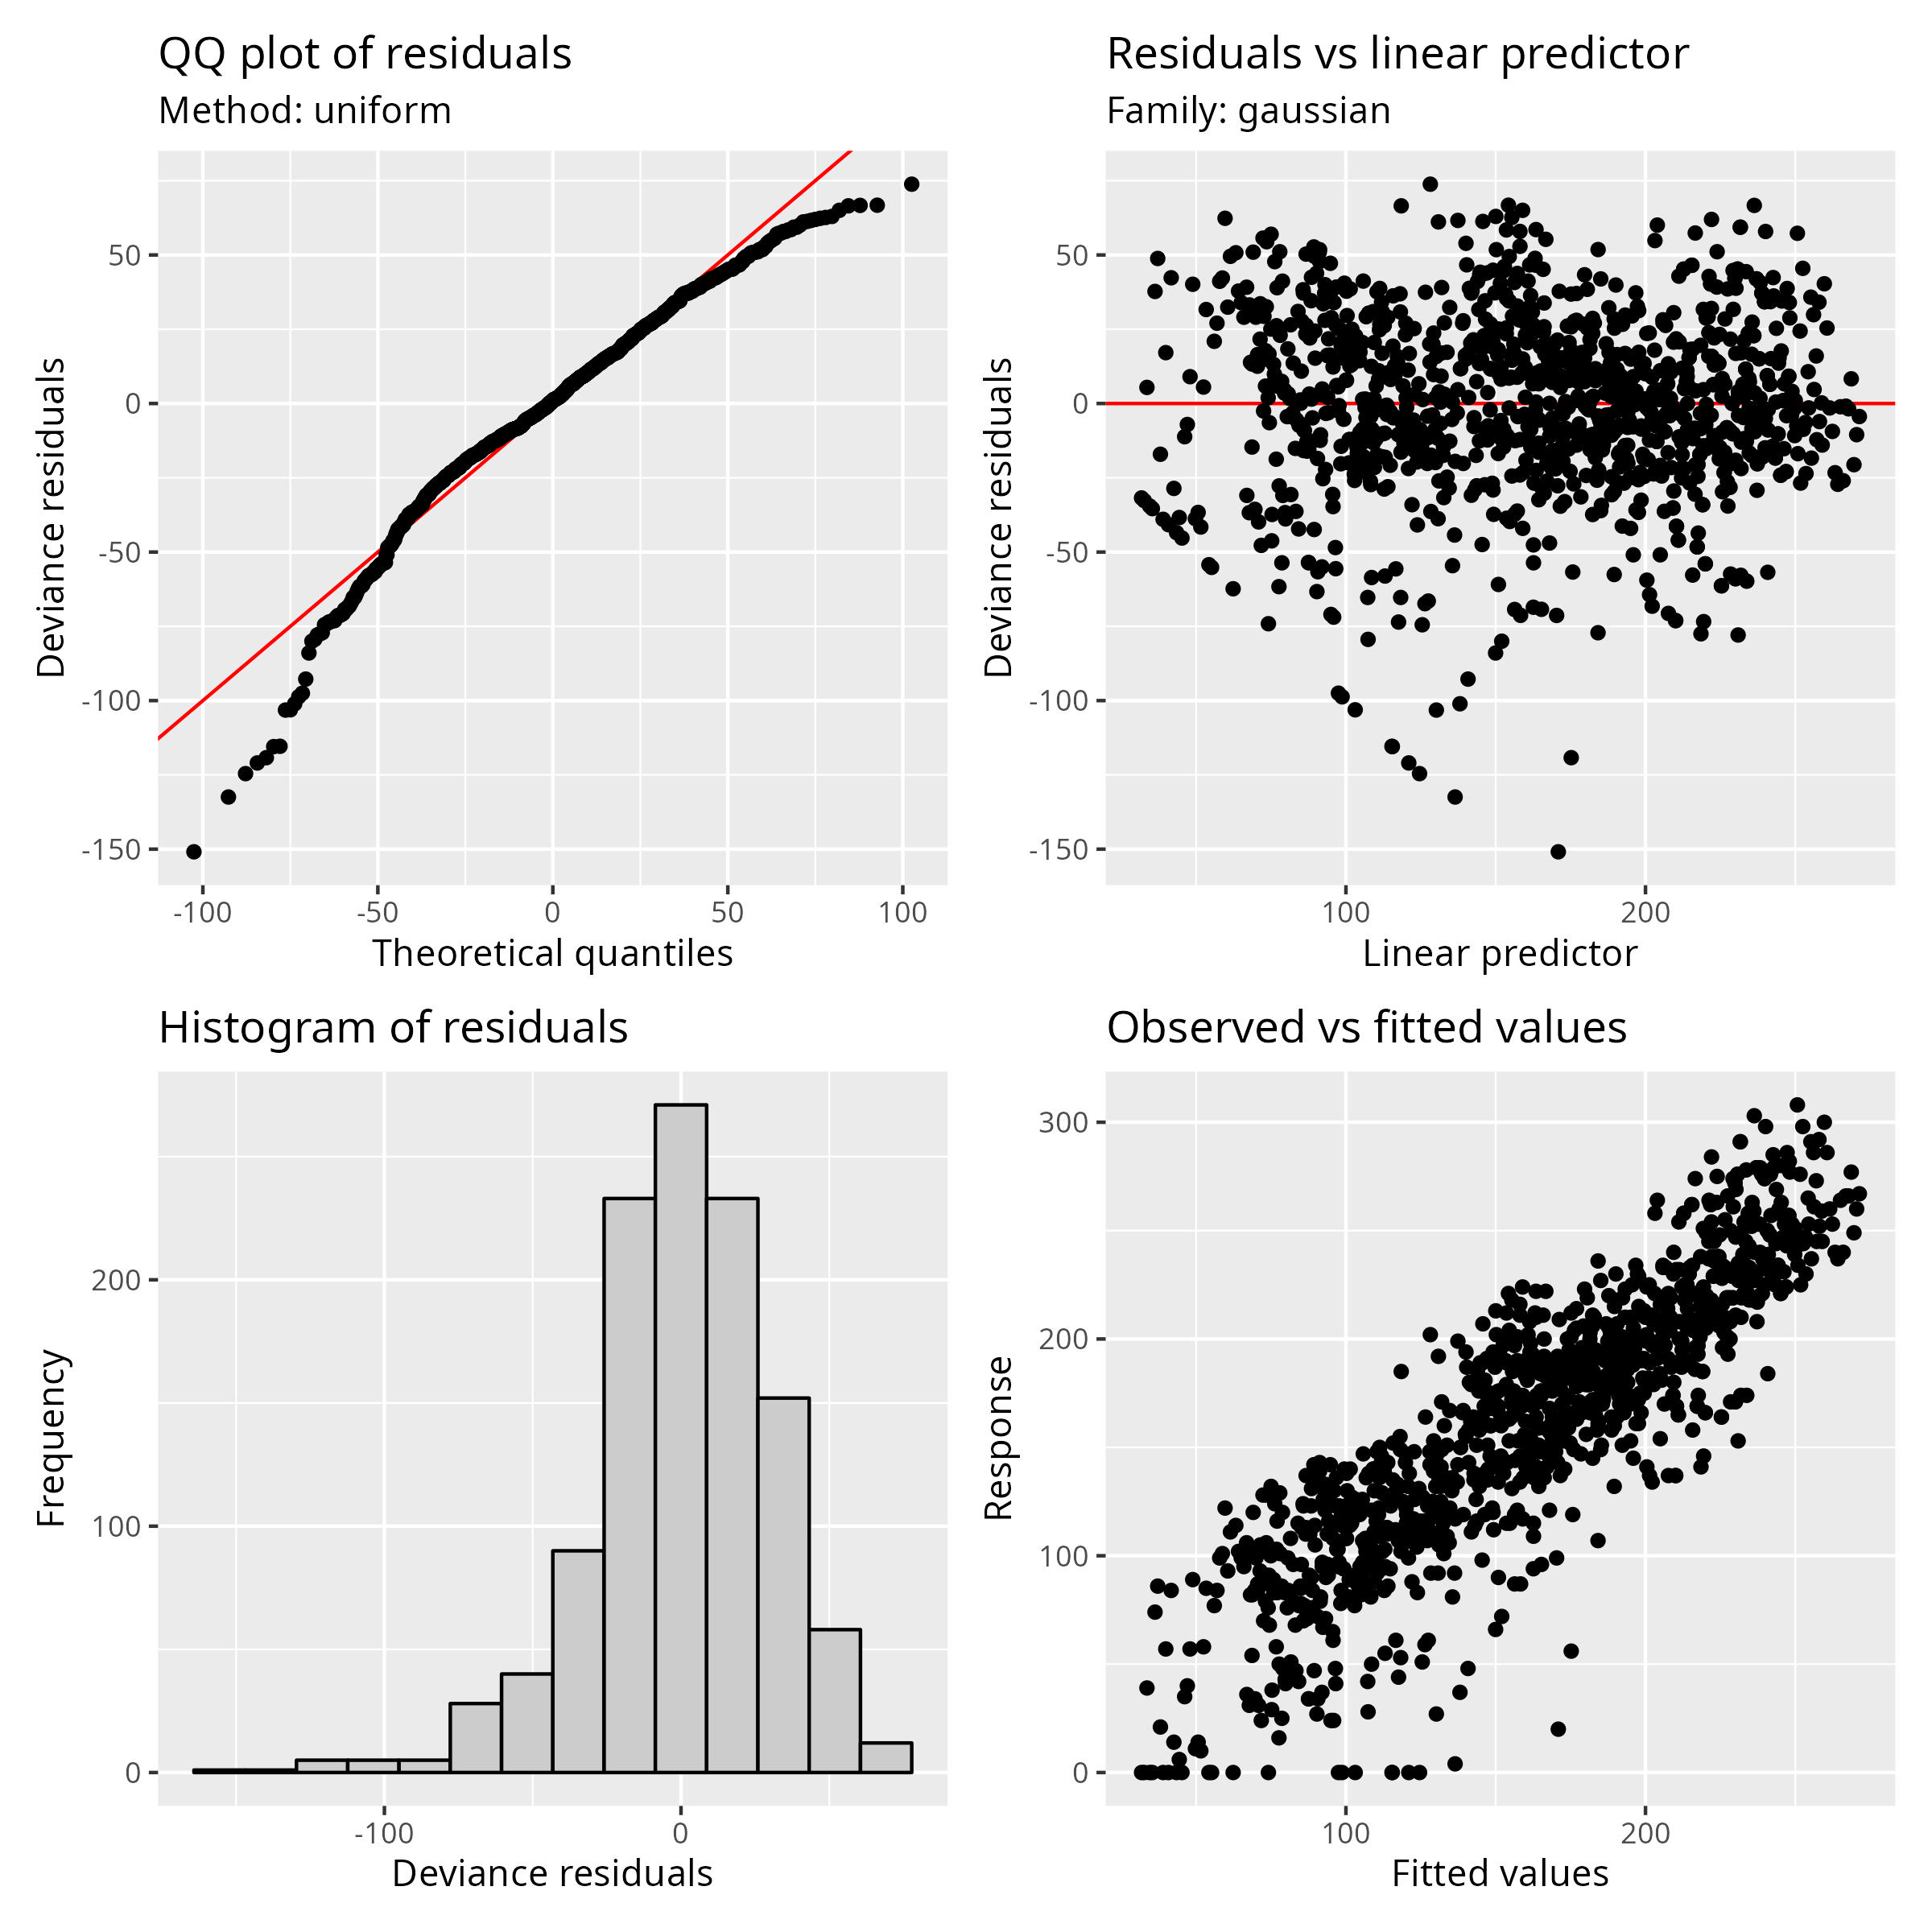 QQ plot of residuals
Method: uniform
50
0
-50
-100
-150
-100 -50 0 50 100
Deviance residuals
Theoretical quantiles
Residuals vs linear predictor
Family: gaussian
50
0
-50
-100
-150
100 200
Deviance residuals
Linear predictor
Histogram of residuals
200
100
0
-100 0
Frequency
Deviance residuals
Observed vs fitted values
300
200
100
0
100 200
Response
Fitted values